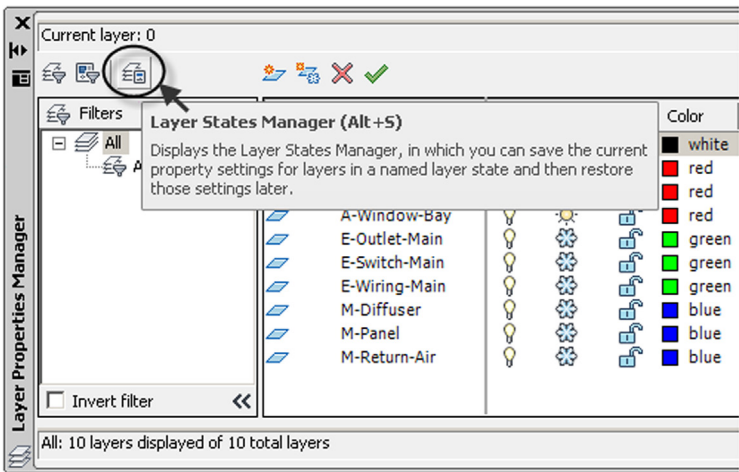 Current layer: 0
Filters
Color
All
white
A
red
red
A-Window-Bay
red
E-Outlet-Main
green
E-Switch-Main
green
E-Wiring-Main
green
M-Diffuser
blue
M-Panel
blue
M-Return-Air
blue
Layer States Manager (Alt+S)
Displays the Layer States Manager, in which you can save the current
property settings for layers in a named layer state and then restore
those settings later.
Invert filter
All: 10 layers displayed of 10 total layers
Layer Properties Manager